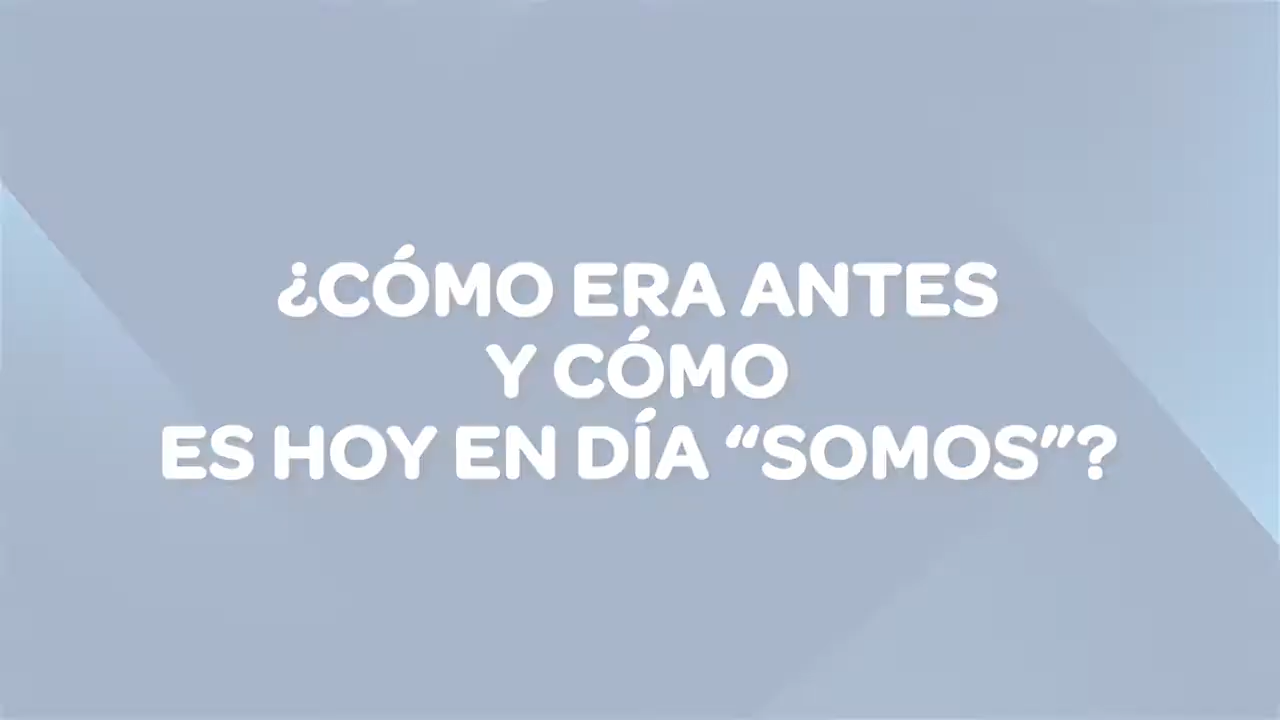 ¿CÓMO ERA ANTES
Y CÓMO
ES HOY EN DÍA “SOMOS”?